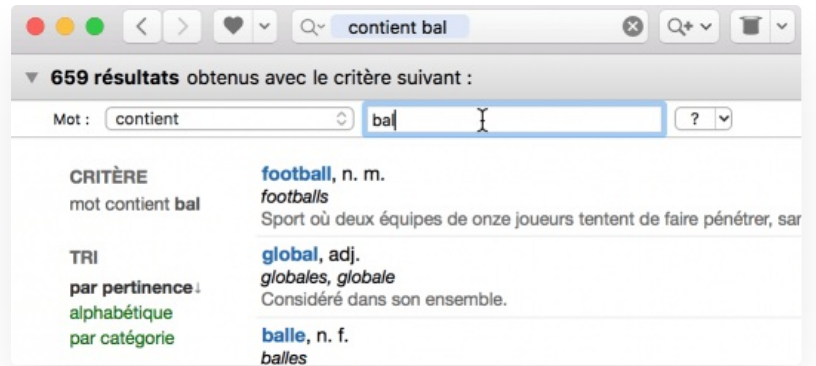 contient bal
659 résultats obtenus avec le critère suivant :
Mot : contient bal ?
CRITÈRE
mot contient bal
TRI
par pertinence↓
alphabétique
par catégorie
football, n. m.
footballs
Sport où deux équipes de onze joueurs tentent de faire pénétrer,
global, adj.
globales, globale
Considéré dans son ensemble.
balle, n. f.
balles